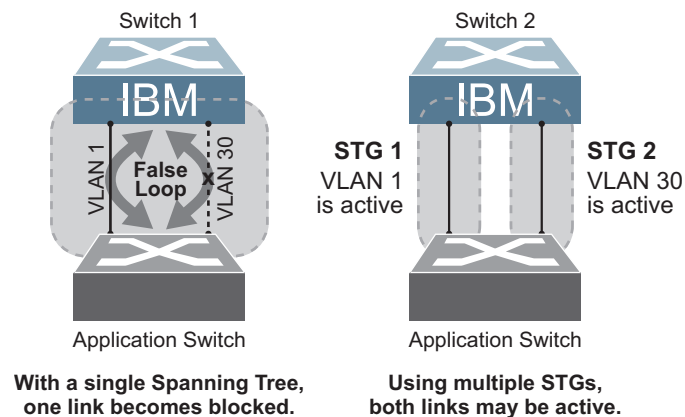 Switch 1
IBM
VLAN 1
False
Loop
X
VLAN 30
Application Switch
With a single Spanning Tree,
one link becomes blocked.
Switch 2
IBM
STG 1
VLAN 1
is active
STG 2
VLAN 30
is active
Application Switch
Using multiple STGs,
both links may be active.